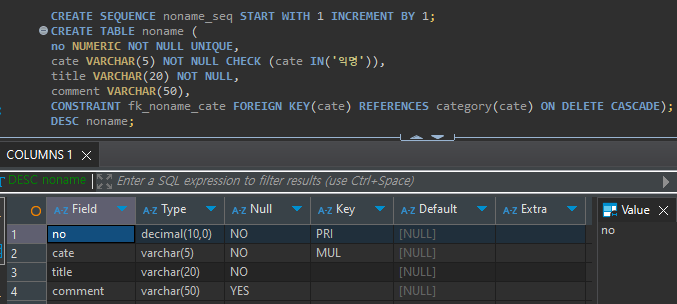 CREATE SEQUENCE noname_seq START WITH 1 INCREMENT BY 1;
CREATE TABLE noname (
no NUMERIC NOT NULL UNIQUE,
cate VARCHAR(5) NOT NULL CHECK (cate IN('익명')),
title VARCHAR(20) NOT NULL,
comment VARCHAR(50),
CONSTRAINT fk_noname_cate FOREIGN KEY(cate) REFERENCES category(cate) ON DELETE CASCADE);
DESC noname;
COLUMNS 1
DESC noname Enter a SQL expression to filter results (use Ctrl+Space)
A-Z Field A-Z Type A-Z Null A-Z Key A-Z Default A-Z Extra Value
1 no decimal(10,0) NO PRI [NULL] no
2 cate varchar(5) NO MUL [NULL]
3 title varchar(20) NO [NULL]
4 comment varchar(50) YES [NULL]